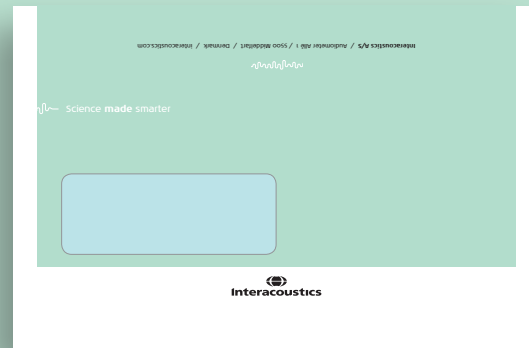 Interacoustics A/S / Audiometer Allé 1 / 5500 Middelfart / Denmark / interacoustics.com
Science made smarter
Interacoustics